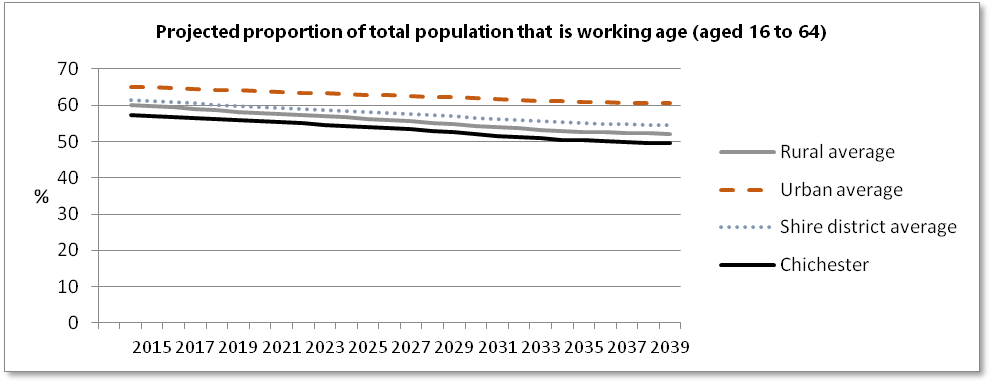 Projected proportion of total population that is working age (aged 16 to 64)
70
60
50
40
30
20
10
0
%
2015 2017 2019 2021 2023 2025 2027 2029 2031 2033 2035 2037 2039
Rural average
Urban average
Shire district average
Chichester